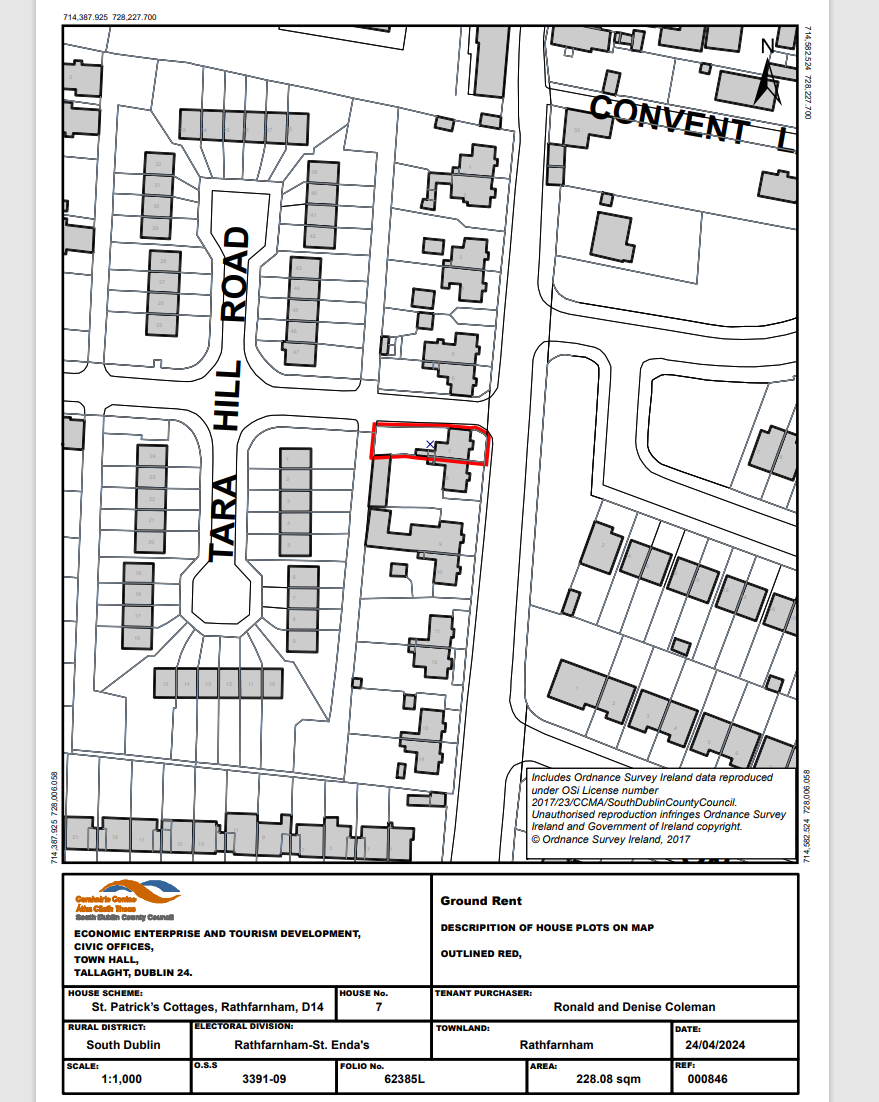 714,387.925 728,227.700
714,582.524 728,227.700
N
CONVENT L
TARA HILL ROAD
714,387.925 728,006.058
714,582.524 728,006.058
Includes Ordnance Survey Ireland data reproduced
under OSi License number
2017/23/CCMA/SouthDublinCountyCouncil.
Unauthorised reproduction infringes Ordnance Survey
Ireland and Government of Ireland copyright.
© Ordnance Survey Ireland, 2017
Comhairle Contae
Átha Cliath Theas
South Dublin County Council
ECONOMIC ENTERPRISE AND TOURISM DEVELOPMENT,
CIVIC OFFICES,
TOWN HALL,
TALLAGHT, DUBLIN 24.
Ground Rent
DESCRIPITION OF HOUSE PLOTS ON MAP
OUTLINED RED,
HOUSE SCHEME:
St. Patrick's Cottages, Rathfarnham, D14
HOUSE No.
7
TENANT PURCHASER:
Ronald and Denise Coleman
RURAL DISTRICT:
South Dublin
ELECTORAL DIVISION:
Rathfarnham-St. Enda's
TOWNLAND:
Rathfarnham
DATE:
24/04/2024
SCALE:
1:1,000
O.S.S
3391-09
FOLIO No.
62385L
AREA:
228.08 sqm
REF:
000846